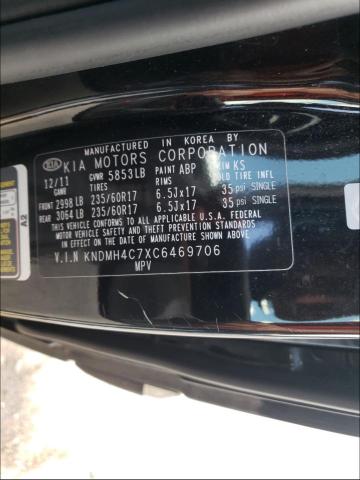 MANUFACTURED IN KOREA BY
KIA KIA MOTORS CORPORATION
12/11 GVWR 5853LB PAINT ABP TRIM KS
TIRES RIMS COLD TIRE INFL.
FRONT 2998 LB 235/60R17 6.5Jx17 35 psi SINGLE
REAR 3064 LB 235/60R17 6.5Jx17 35 psi SINGLE
THIS VEHICLE CONFORMS TO ALL APPLICABLE U.S.A. FEDERAL
MOTOR VEHICLE SAFETY AND THEFT PREVENTION STANDARDS IN
EFFECT ON THE DATE OF MANUFACTURE SHOWN ABOVE.
V.I.N KNDMH4C7XC6469706
MPV
A2